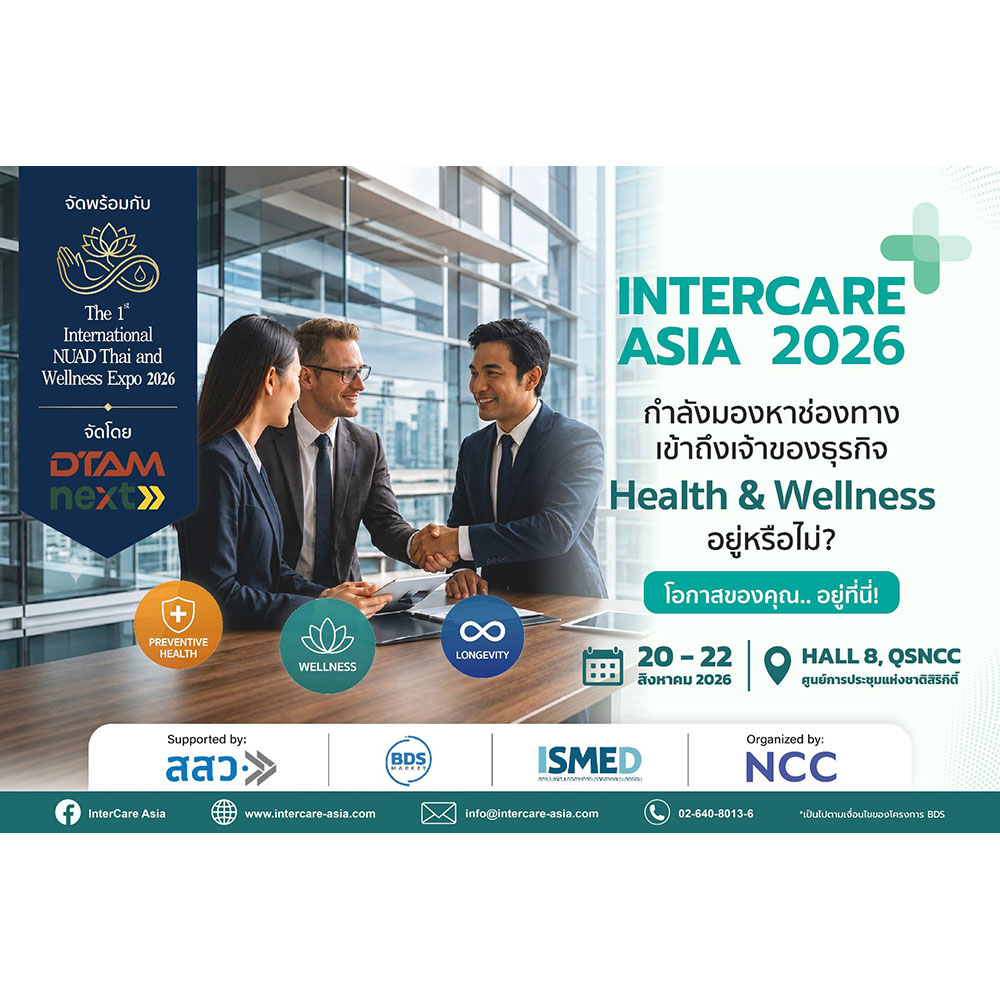 จัดพร้อมกับ
The 1st
International
NUAD Thai and
Wellness Expo 2026
จัดโดย
DTAM
next
INTERCARE
ASIA 2026
กำลังมองหาช่องทาง
เข้าถึงเจ้าของธุรกิจ
Health & Wellness
อยู่หรือไม่?
โอกาสของคุณ.. อยู่ที่นี่!
20 – 22
สิงหาคม 2026
HALL 8, QSNCC
ศูนย์การประชุมแห่งชาติสิริกิติ์
PREVENTIVE
HEALTH
WELLNESS
LONGEVITY
Supported by:
สสว.
BDS
MARKET
ISMED
Organized by:
NCC
InterCare Asia
www.intercare-asia.com
info@intercare-asia.com
02-640-8013-6
*เป็นไปตามเงื่อนไขของโครงการ BDS